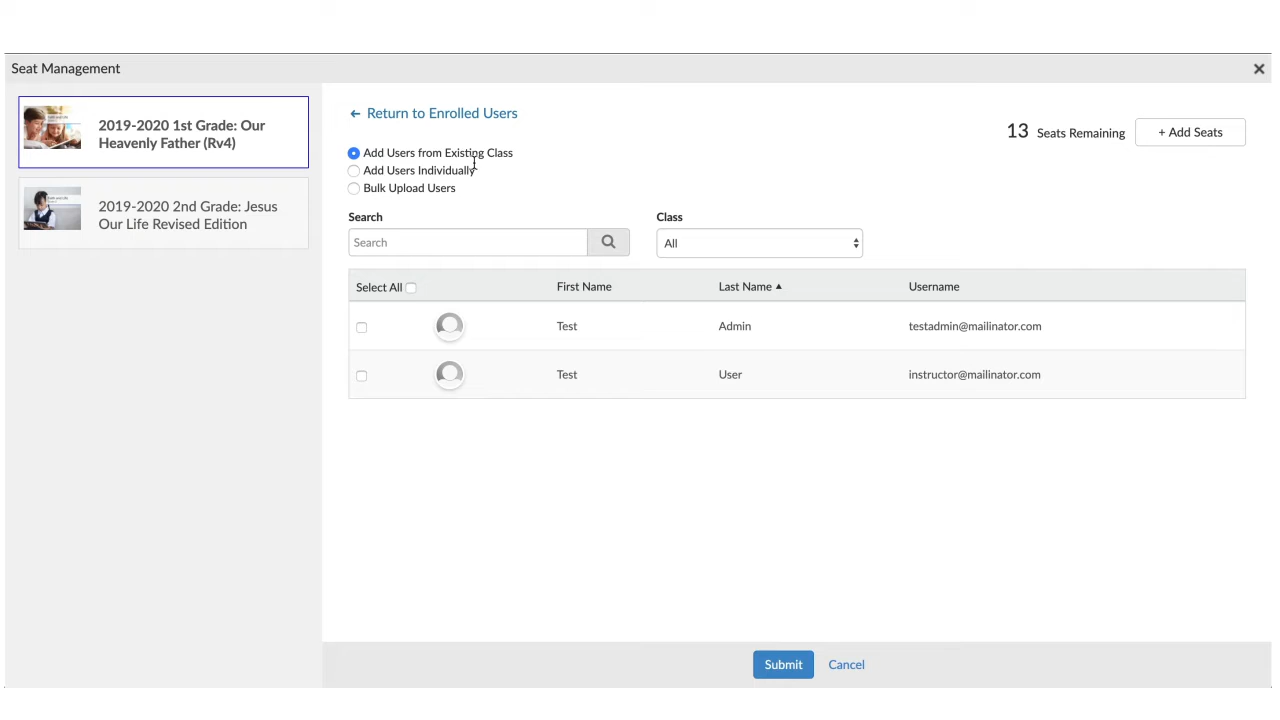 Seat Management
2019-2020 1st Grade: Our
Heavenly Father (Rv4)
2019-2020 2nd Grade: Jesus
Our Life Revised Edition
← Return to Enrolled Users
13 Seats Remaining
+ Add Seats
Add Users from Existing Class
Add Users Individually
Bulk Upload Users
Search
Class
Search
All
Select All
First Name
Last Name ▲
Username
Test
Admin
testadmin@mailinator.com
Test
User
instructor@mailinator.com
Submit
Cancel